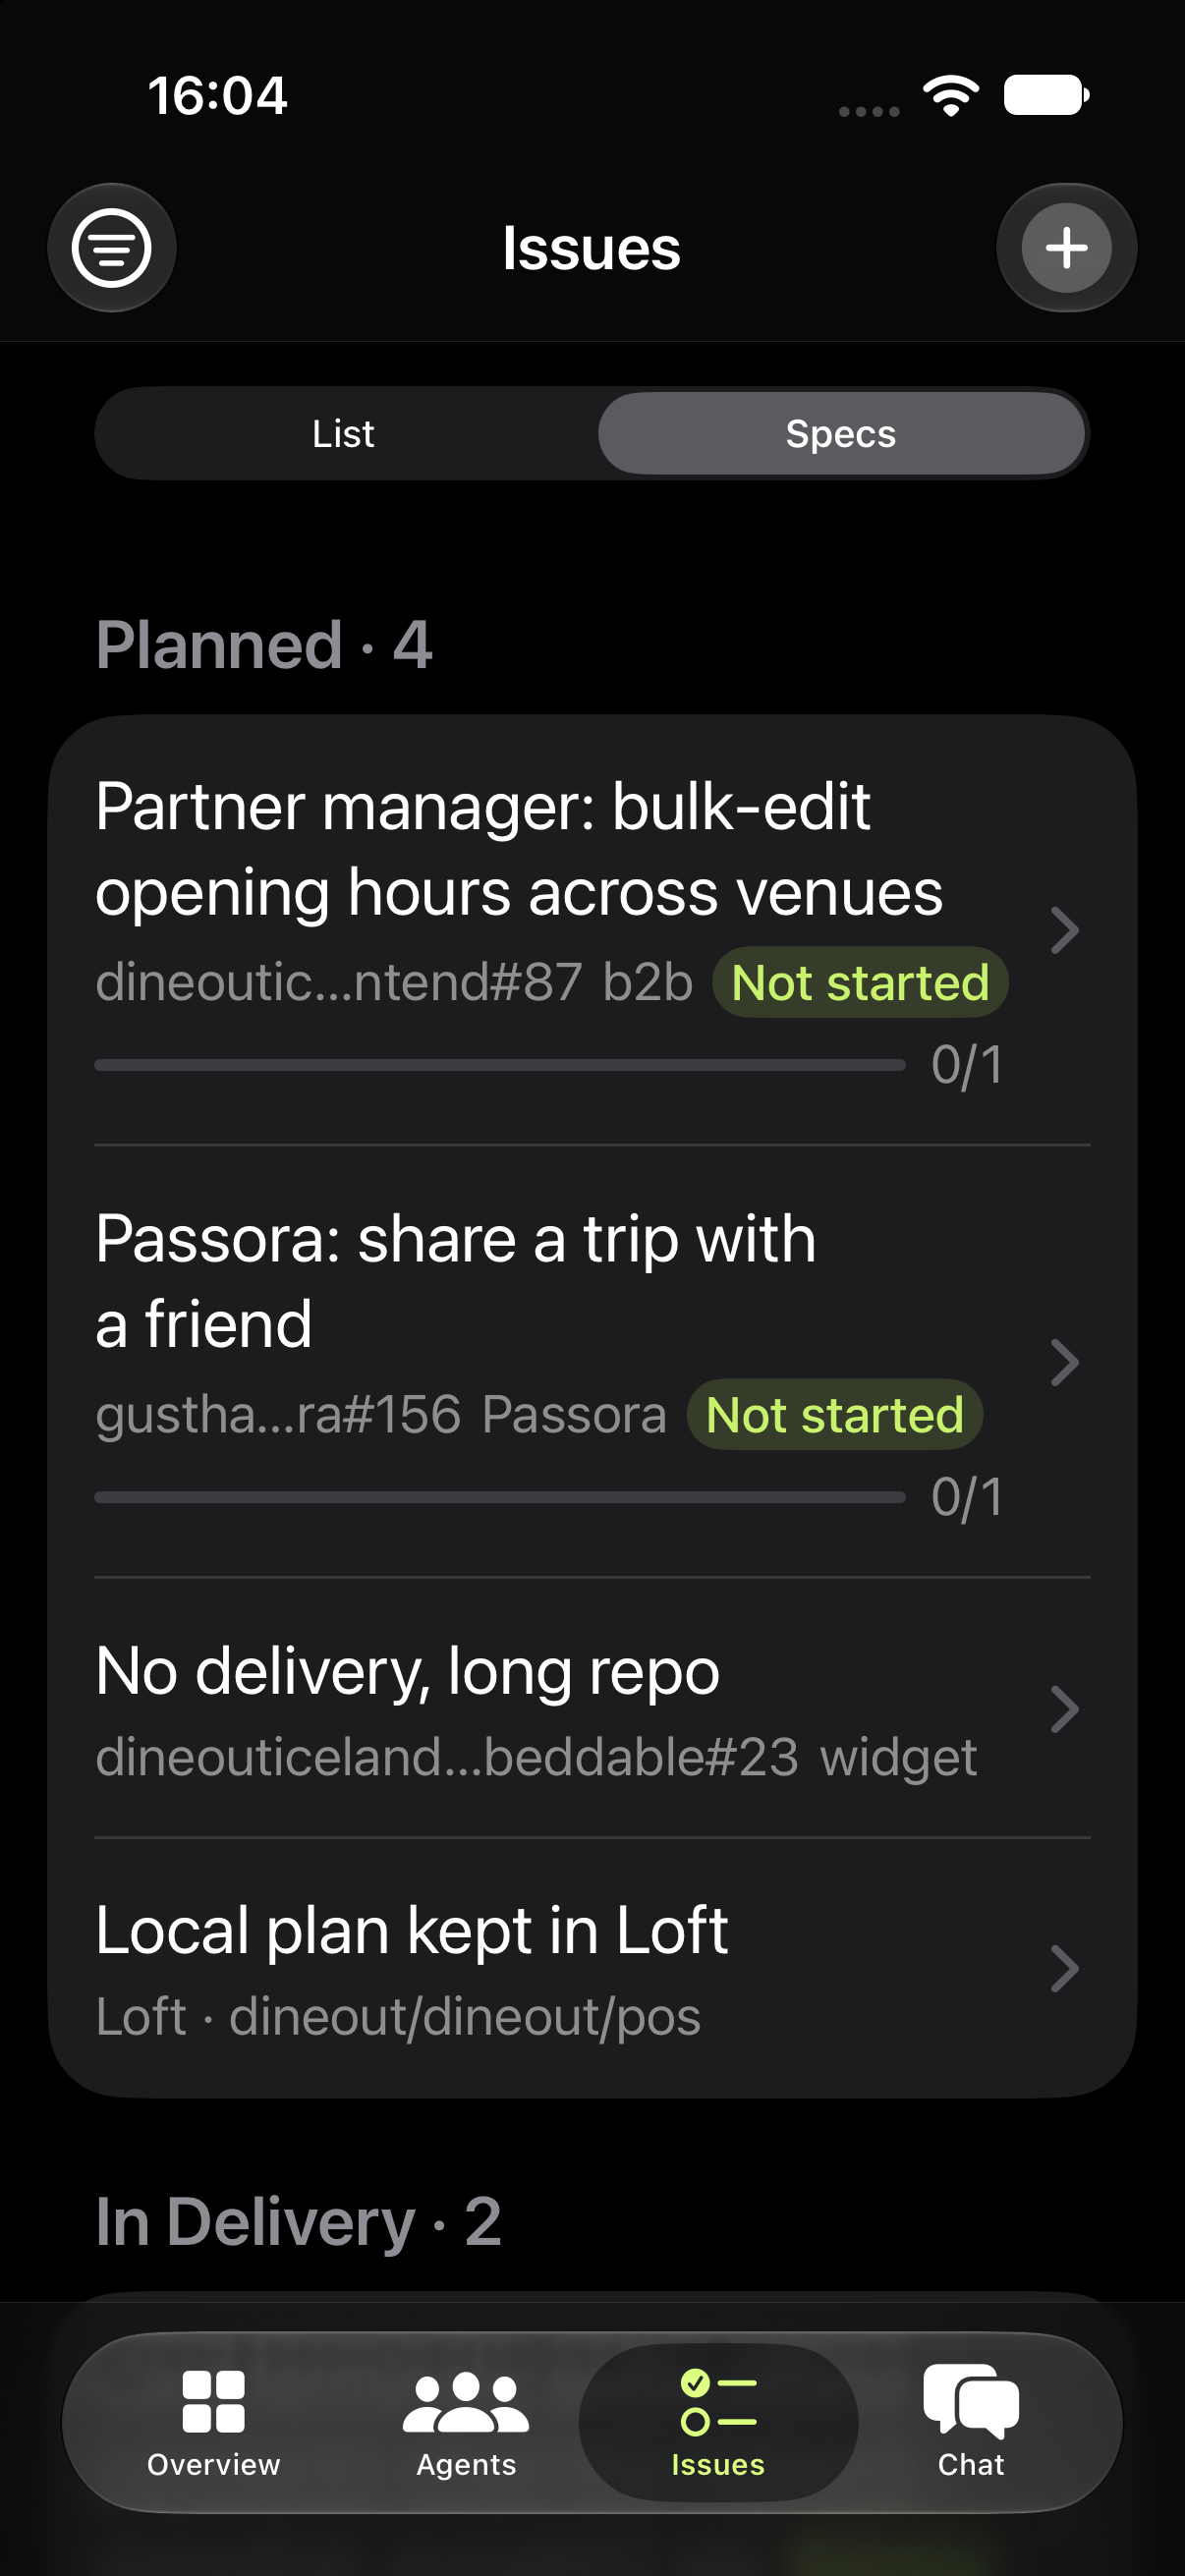 16:04
Issues
List
Specs
Planned · 4
Partner manager: bulk-edit
opening hours across venues
dineoutic...ntend#87 b2b Not started
0/1
Passora: share a trip with
a friend
gustha...ra#156 Passora Not started
0/1
No delivery, long repo
dineouticeland...beddable#23 widget
Local plan kept in Loft
Loft · dineout/dineout/pos
In Delivery · 2
Overview
Agents
Issues
Chat